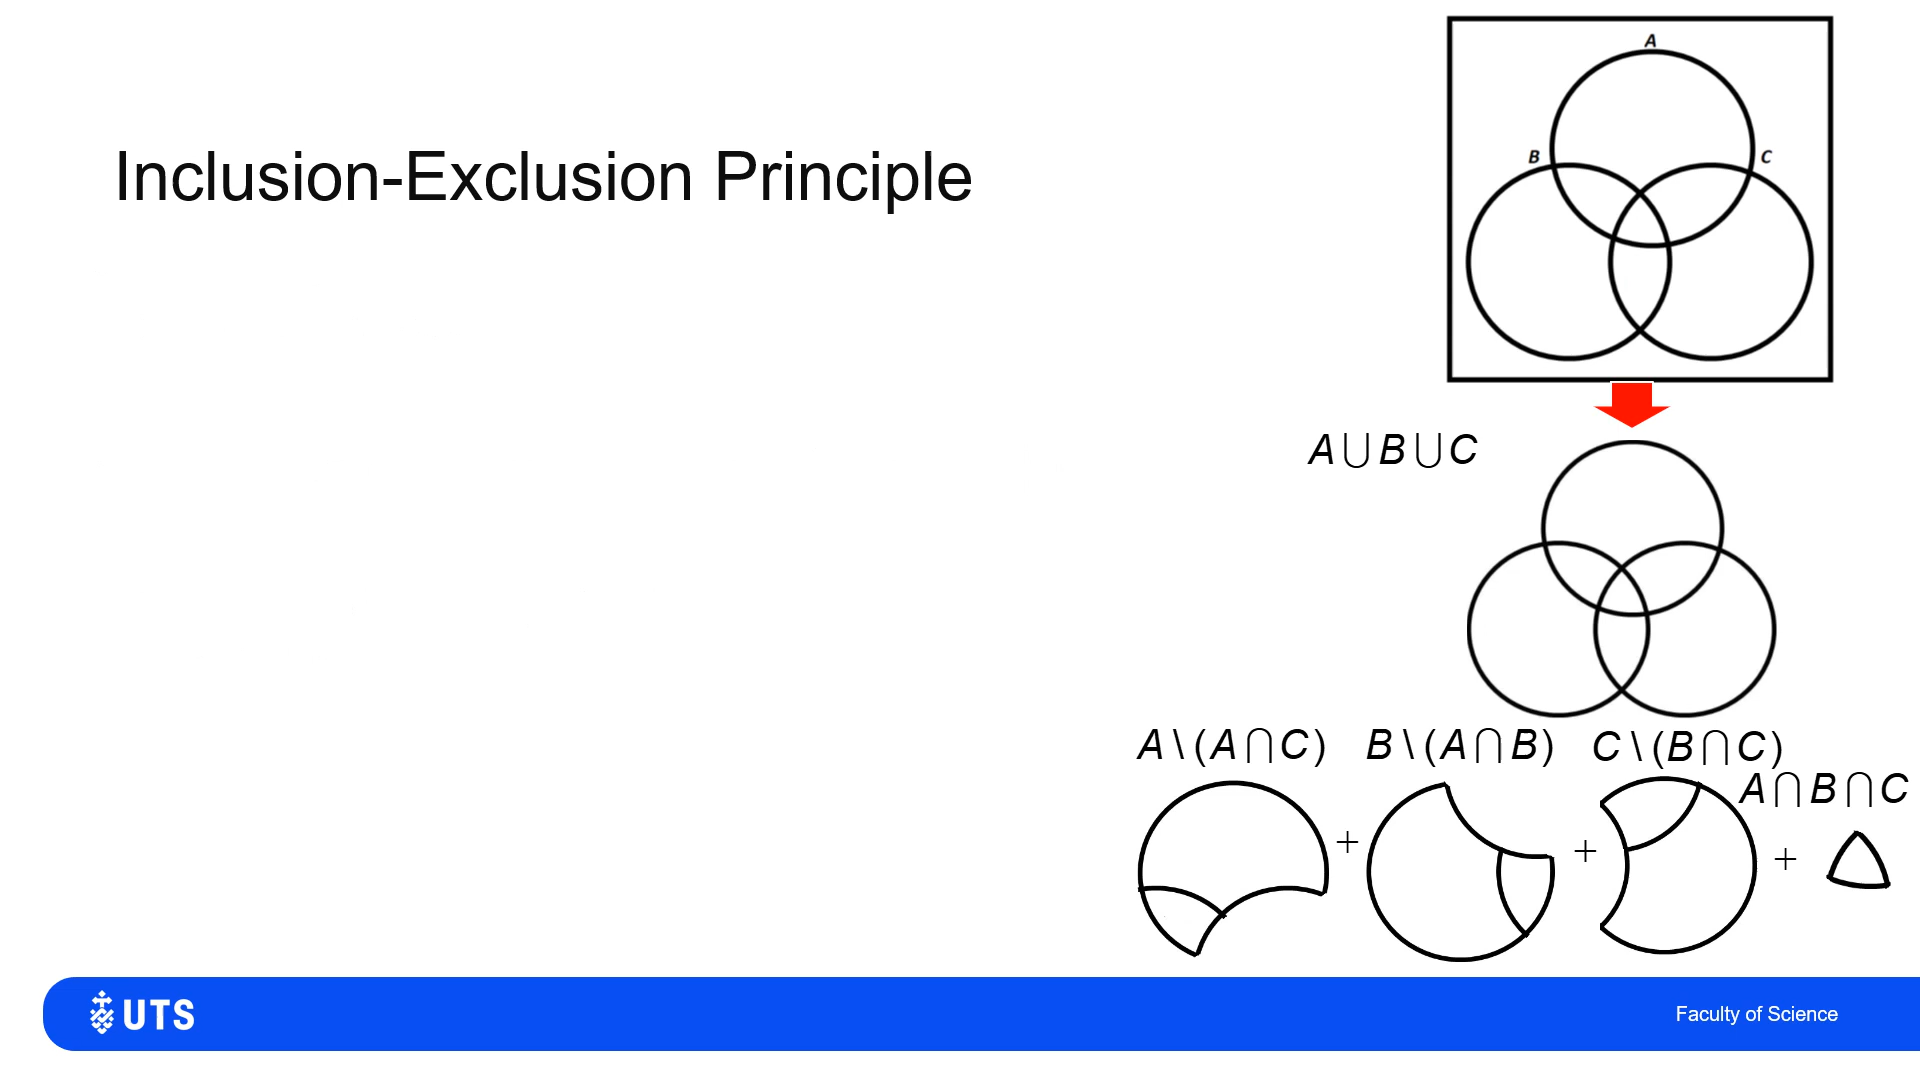 Inclusion-Exclusion Principle
A
B
C
A⋃B⋃C
A\(A⋂C)
B\(A⋂B)
C\(B⋂C)
A⋂B⋂C
+
+
+
UTS
Faculty of Science